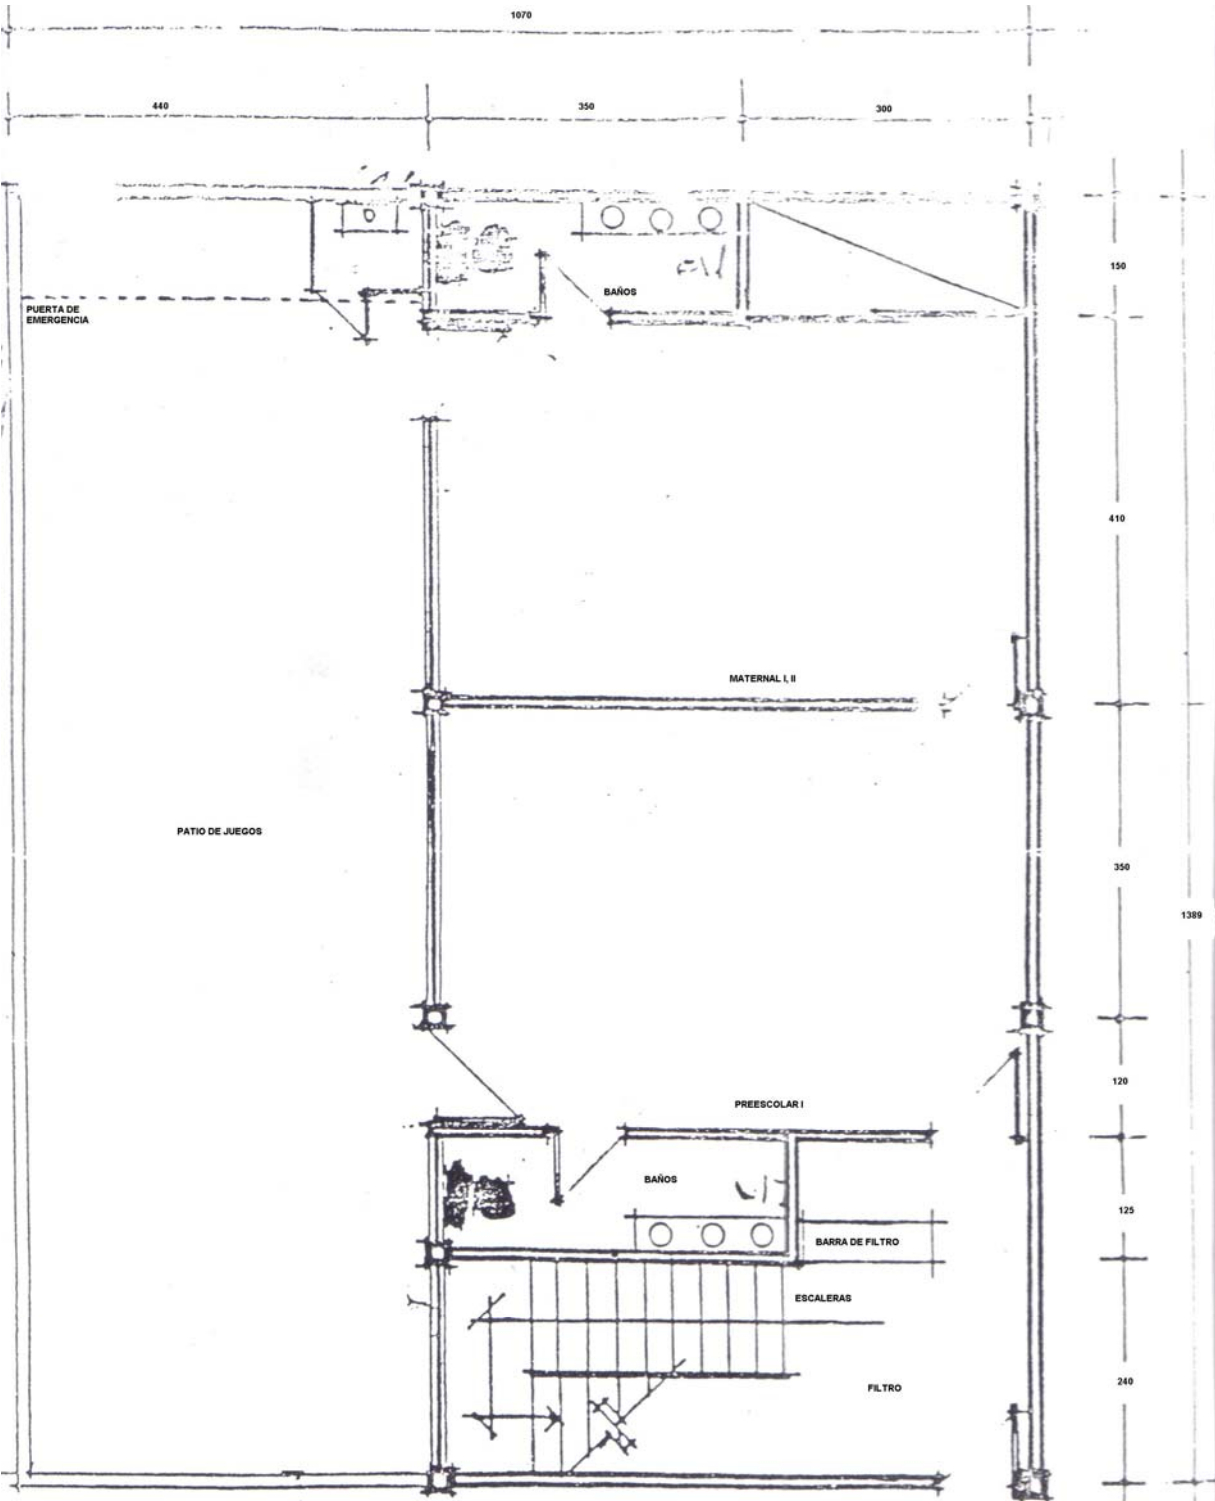 1070
440
350
300
150
BAÑOS
PUERTA DE
EMERGENCIA
410
MATERNAL I, II
PATIO DE JUEGOS
350
1389
120
PREESCOLAR I
BAÑOS
125
BARRA DE FILTRO
ESCALERAS
240
FILTRO